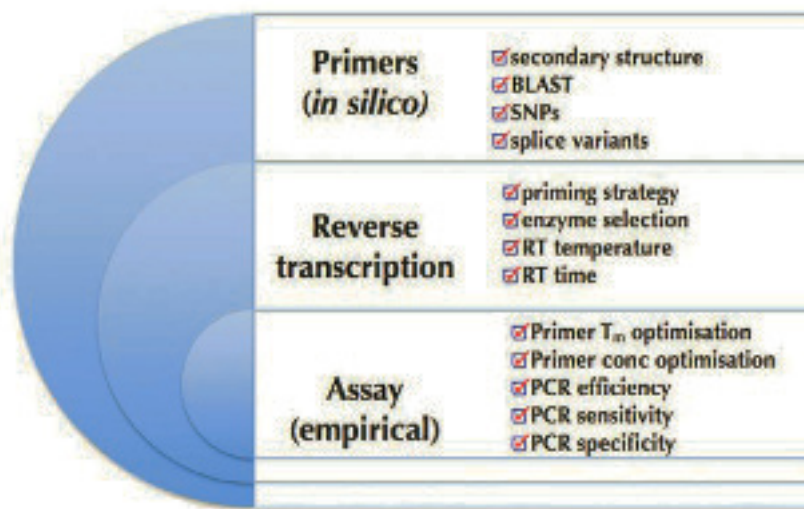 Primers
(in silico)
secondary structure
BLAST
SNPs
splice variants
Reverse
transcription
priming strategy
enzyme selection
RT temperature
RT time
Assay
(empirical)
Primer Tm optimisation
Primer conc optimisation
PCR efficiency
PCR sensitivity
PCR specificity